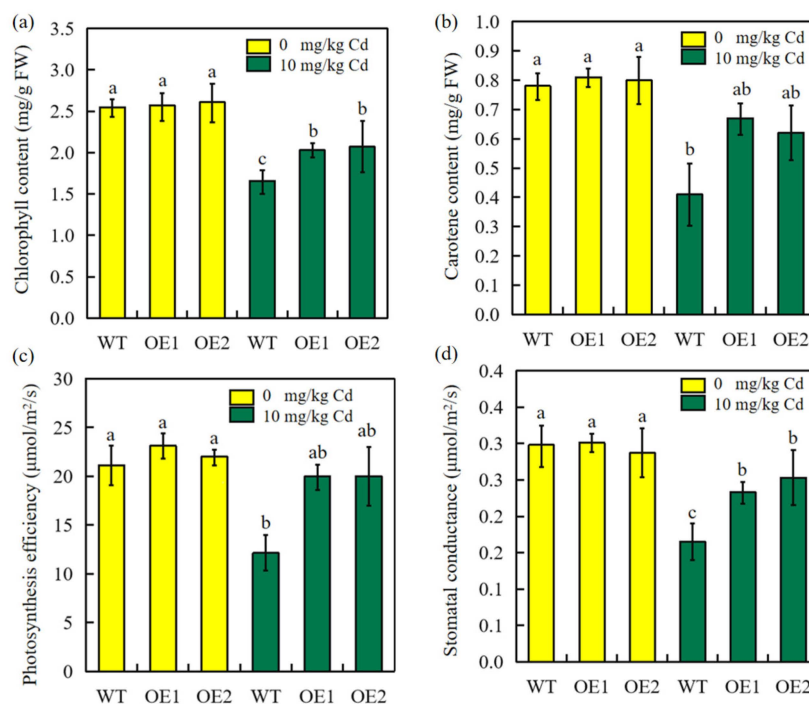 (a)
Chlorophyll content (mg/g FW)
3.5
3.0
2.5
2.0
1.5
1.0
0.5
0.0
0 mg/kg Cd
10 mg/kg Cd
a
a
a
c
b
b
WT OE1 OE2 WT OE1 OE2
(b)
Carotene content (mg/g FW)
1.0
0.9
0.8
0.7
0.6
0.5
0.4
0.3
0.2
0.1
0.0
0 mg/kg Cd
10 mg/kg Cd
a
a
a
b
ab
ab
WT OE1 OE2 WT OE1 OE2
(c)
Photosynthesis efficiency (μmol/m²/s)
30
25
20
15
10
5
0
0 mg/kg Cd
10 mg/kg Cd
a
a
a
b
ab
ab
WT OE1 OE2 WT OE1 OE2
(d)
Stomatal conductance (μmol/m²/s)
0.4
0.4
0.3
0.3
0.2
0.2
0.1
0.1
0.0
0 mg/kg Cd
10 mg/kg Cd
a
a
a
c
b
b
WT OE1 OE2 WT OE1 OE2